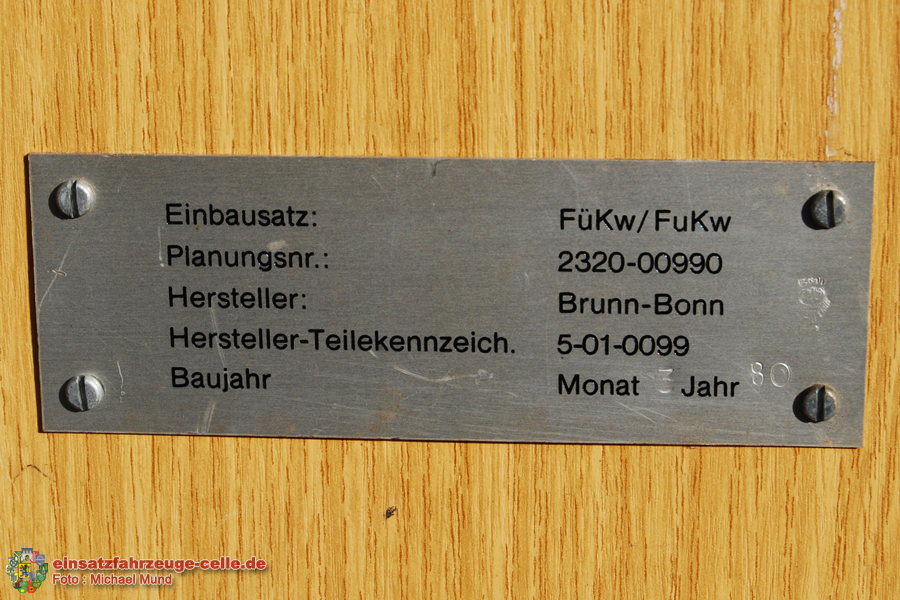 Einbausatz: FüKw/FuKw
Planungsnr.: 2320-00990
Hersteller: Brunn-Bonn
Hersteller-Teilekennzeich. 5-01-0099
Baujahr Monat 3 Jahr 80
einsatzfahrzeuge-celle.de
Foto : Michael Mund